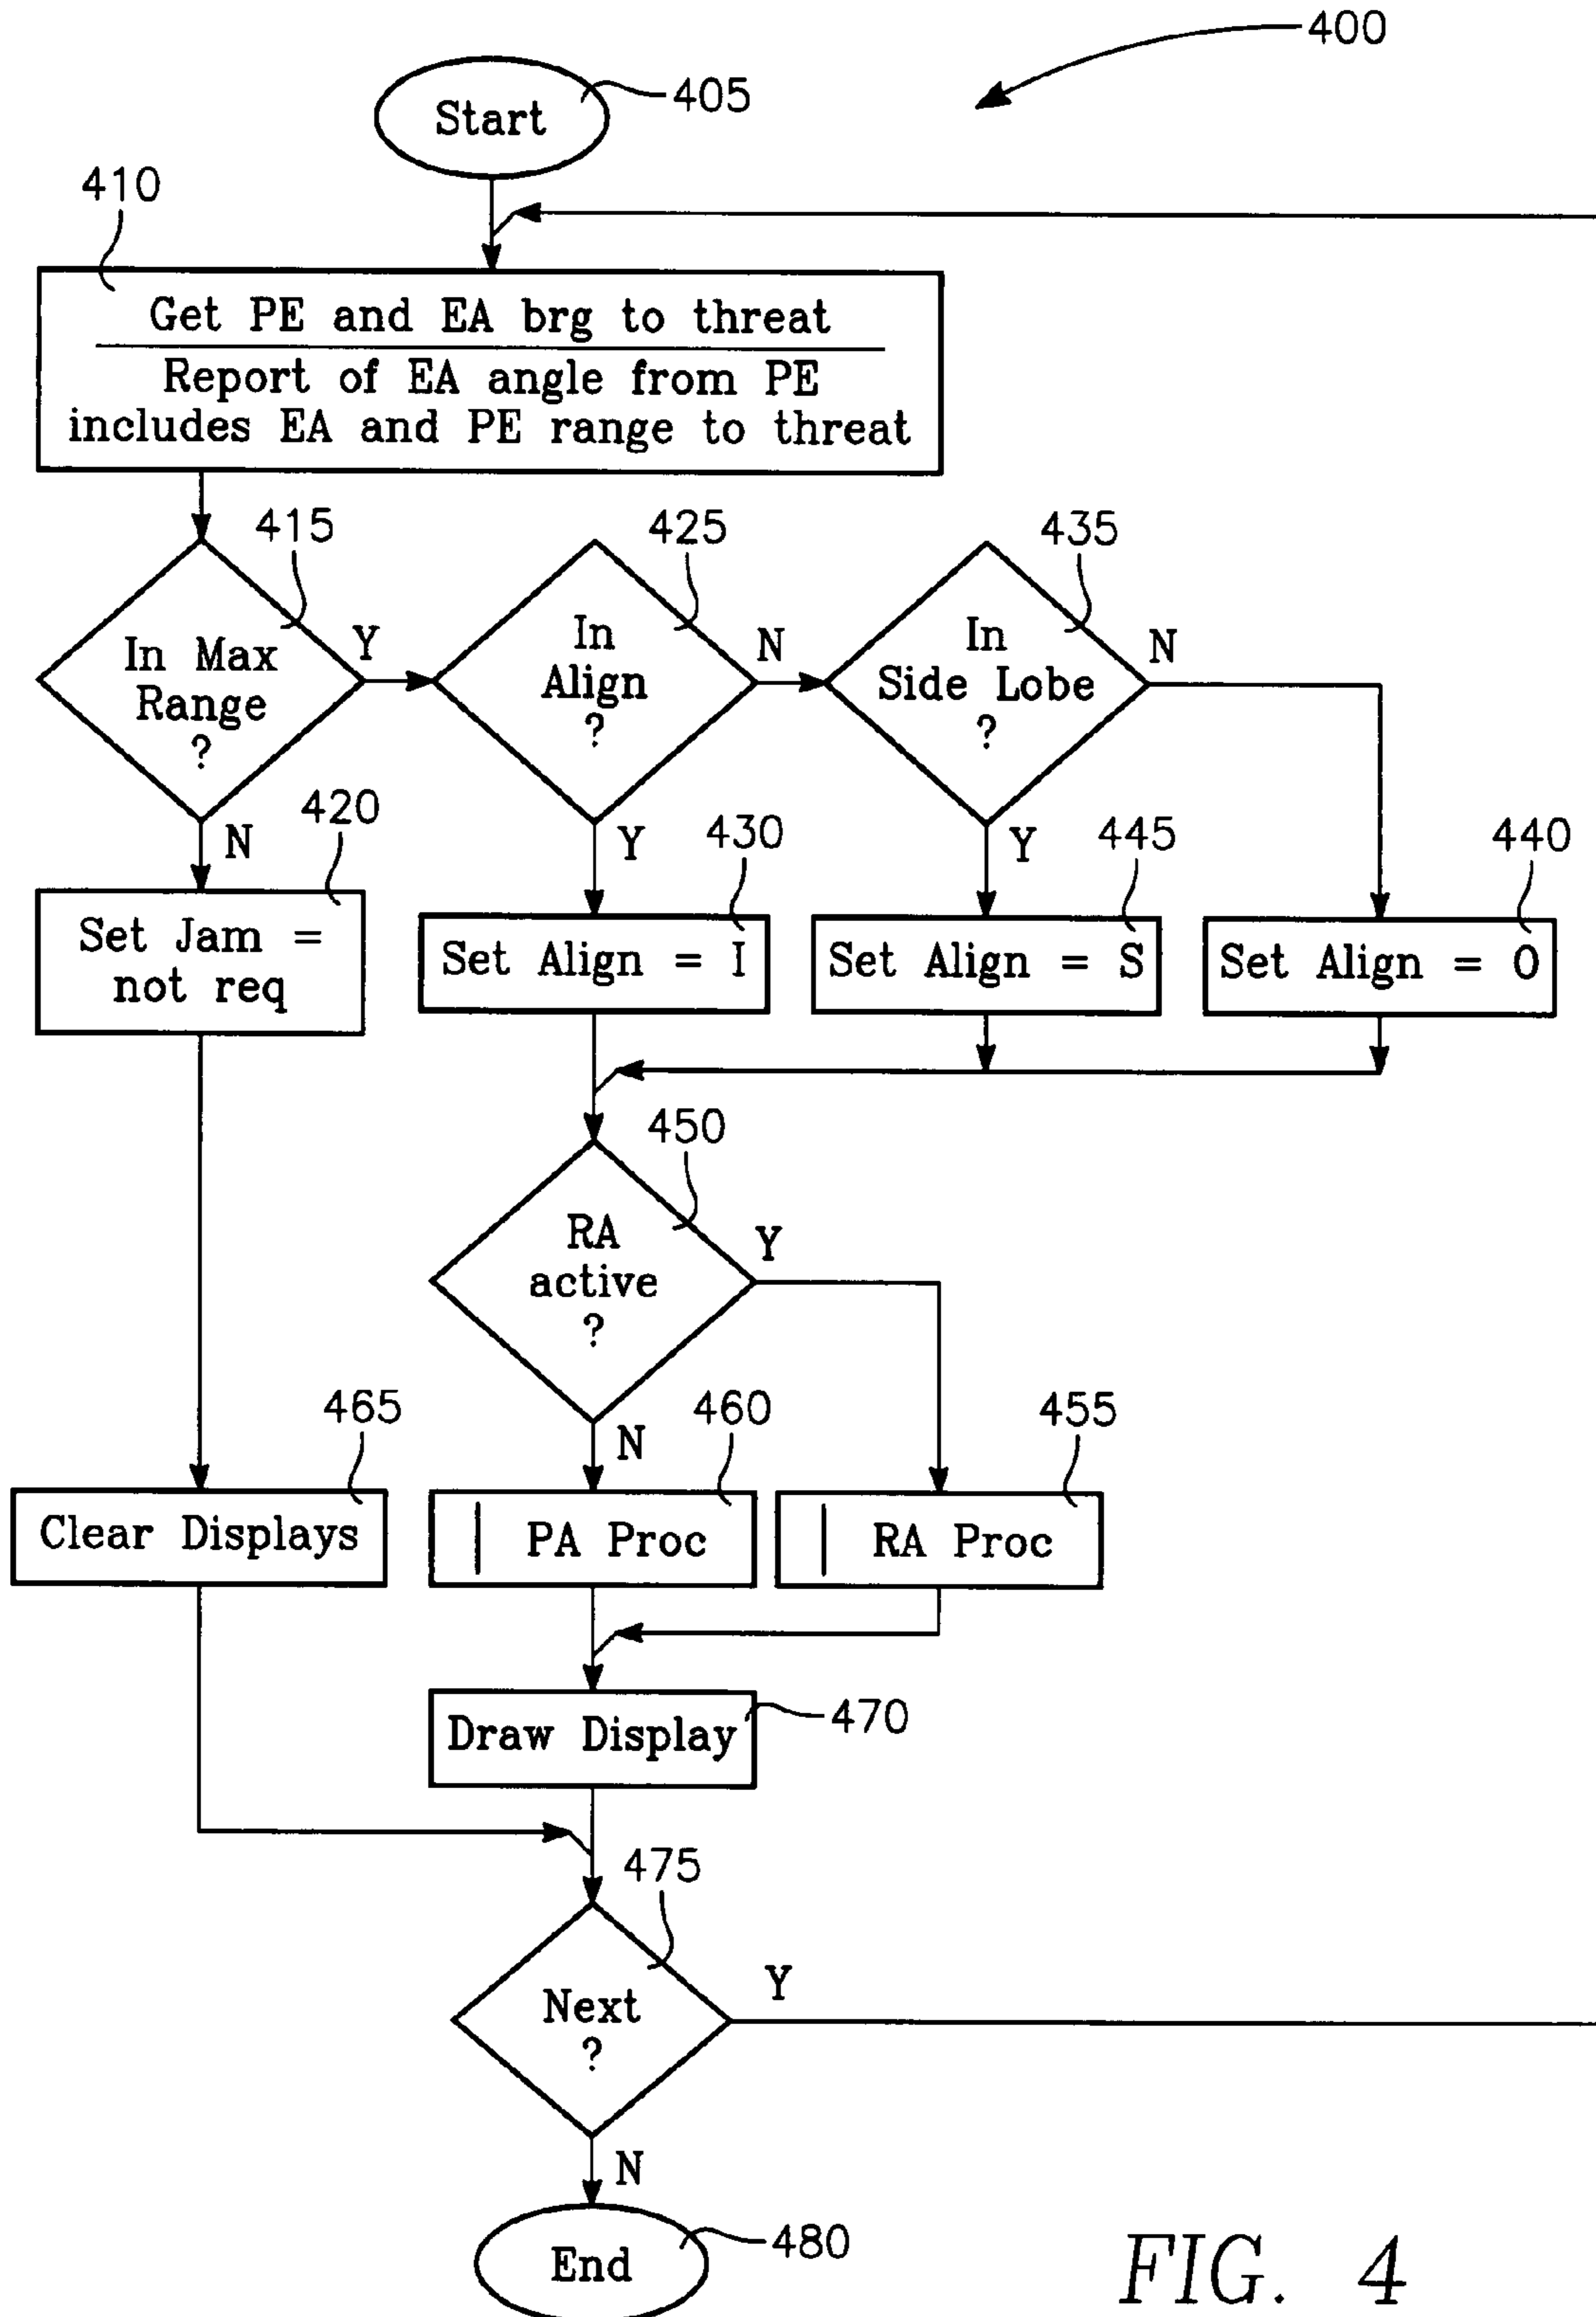 400
Start
405
410
Get PE and EA brg to threat
Report of EA angle from PE
includes EA and PE range to threat
415
425
435
In Max
Range
?
Y
In
Align
?
N
In
Side Lobe
?
N
N
420
Y
430
Y
445
440
Set Jam =
not req
Set Align = I
Set Align = S
Set Align = O
450
RA
active
?
Y
465
N
460
455
Clear Displays
PA Proc
RA Proc
Draw Display
470
475
Next
?
Y
N
End
480
FIG. 4